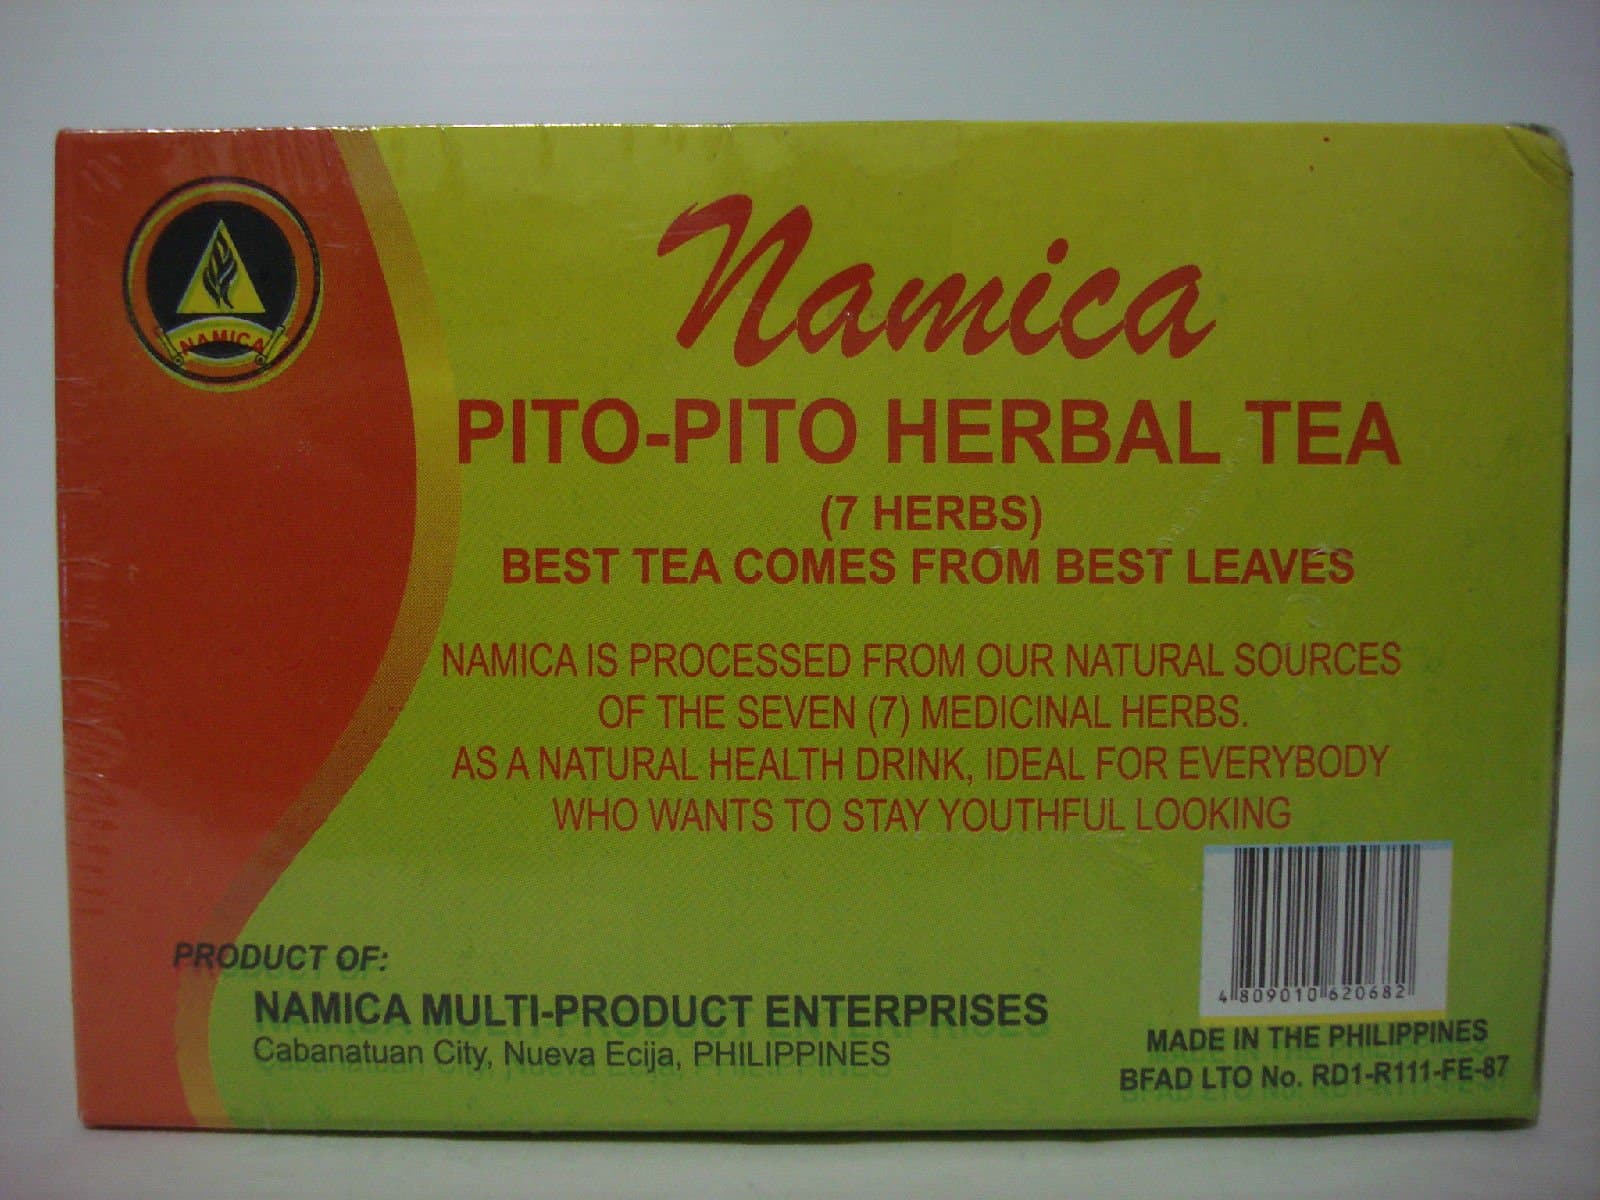 NAMICA
Namica
PITO-PITO HERBAL TEA
(7 HERBS)
BEST TEA COMES FROM BEST LEAVES
NAMICA IS PROCESSED FROM OUR NATURAL SOURCES
OF THE SEVEN (7) MEDICINAL HERBS.
AS A NATURAL HEALTH DRINK, IDEAL FOR EVERYBODY
WHO WANTS TO STAY YOUTHFUL LOOKING
PRODUCT OF:
NAMICA MULTI-PRODUCT ENTERPRISES
Cabanatuan City, Nueva Ecija, PHILIPPINES
4 809010 620682
MADE IN THE PHILIPPINES
BFAD LTO No. RD1-R111-FE-87